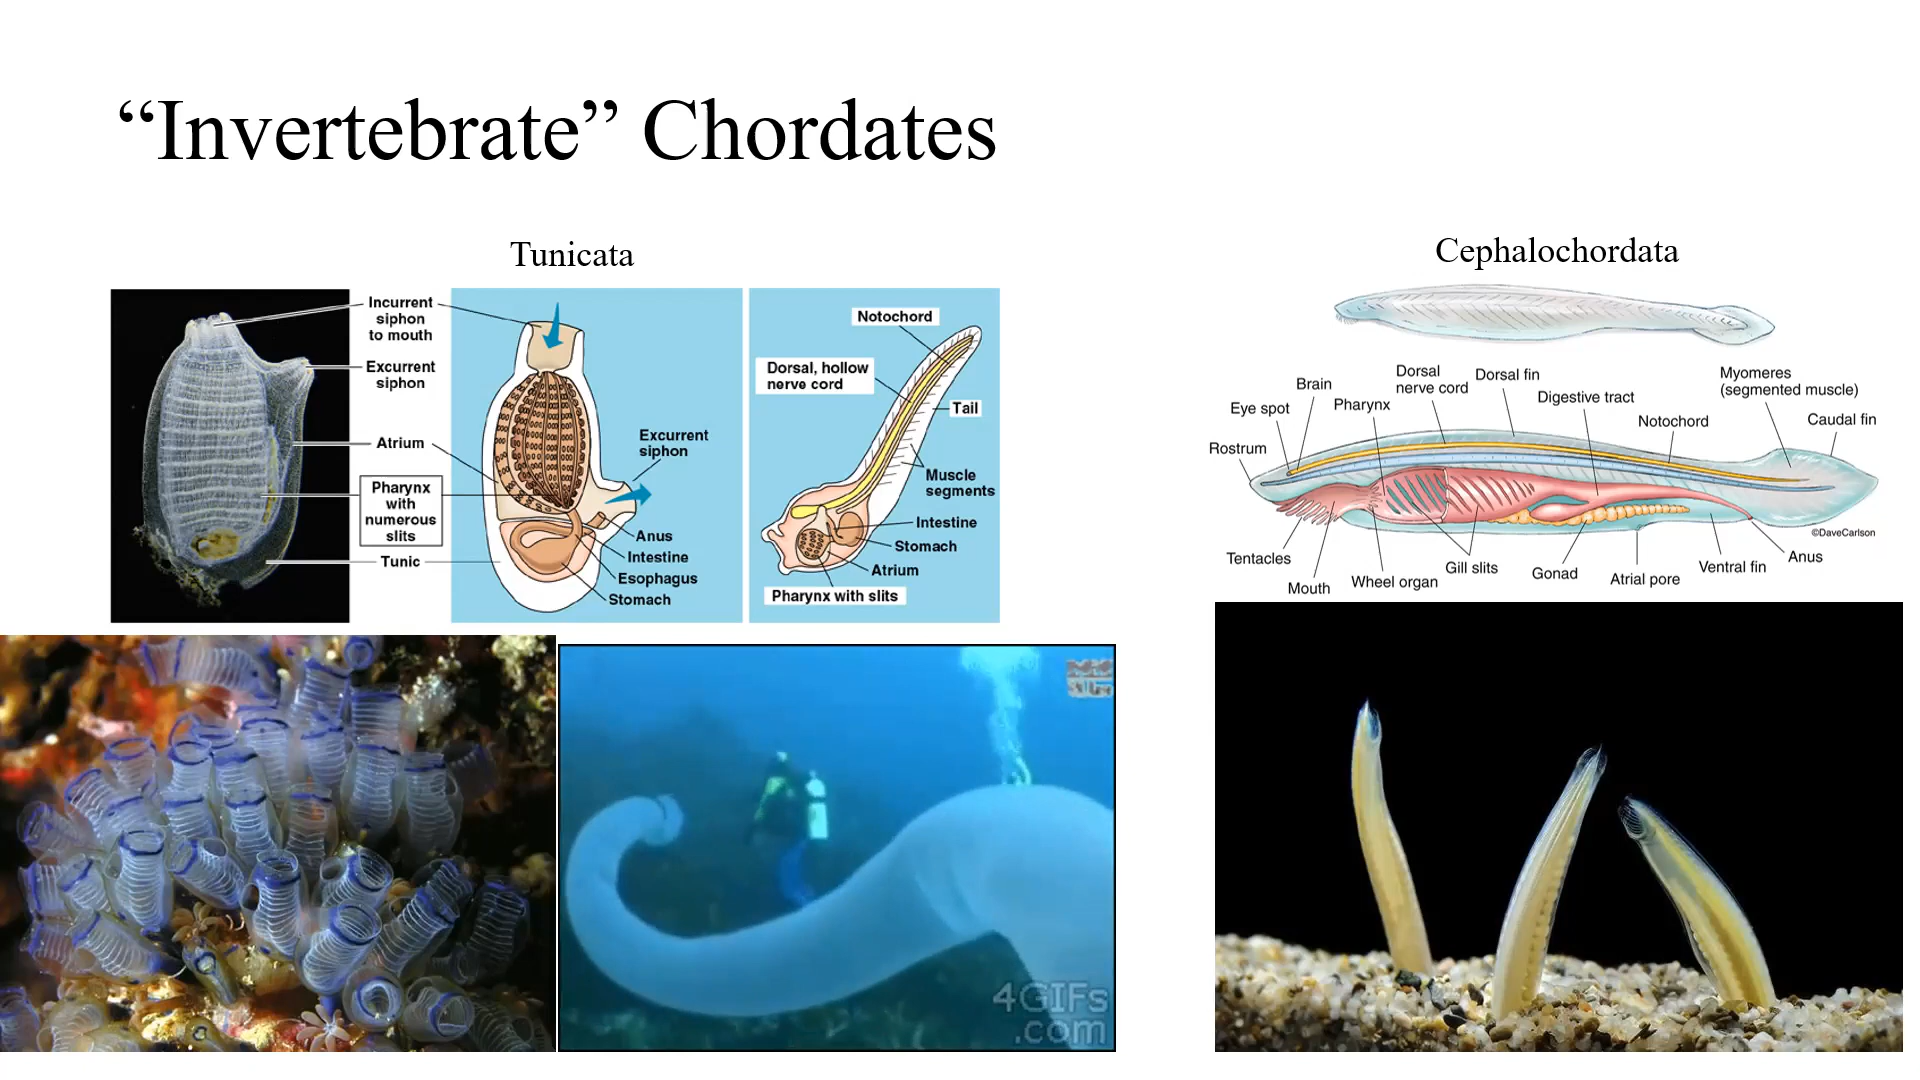 “Invertebrate” Chordates
Tunicata
Incurrent
siphon
to mouth
Excurrent
siphon
Atrium
Pharynx
with
numerous
slits
Tunic
Excurrent
siphon
Anus
Intestine
Esophagus
Stomach
Notochord
Dorsal, hollow
nerve cord
Tail
Muscle
segments
Intestine
Stomach
Atrium
Pharynx with slits
4GIFs
.com
Cephalochordata
Rostrum
Eye spot
Brain
Pharynx
Dorsal
nerve cord
Dorsal fin
Digestive tract
Notochord
Myomeres
(segmented muscle)
Caudal fin
©DaveCarlson
Tentacles
Mouth
Wheel organ
Gill slits
Gonad
Atrial pore
Ventral fin
Anus